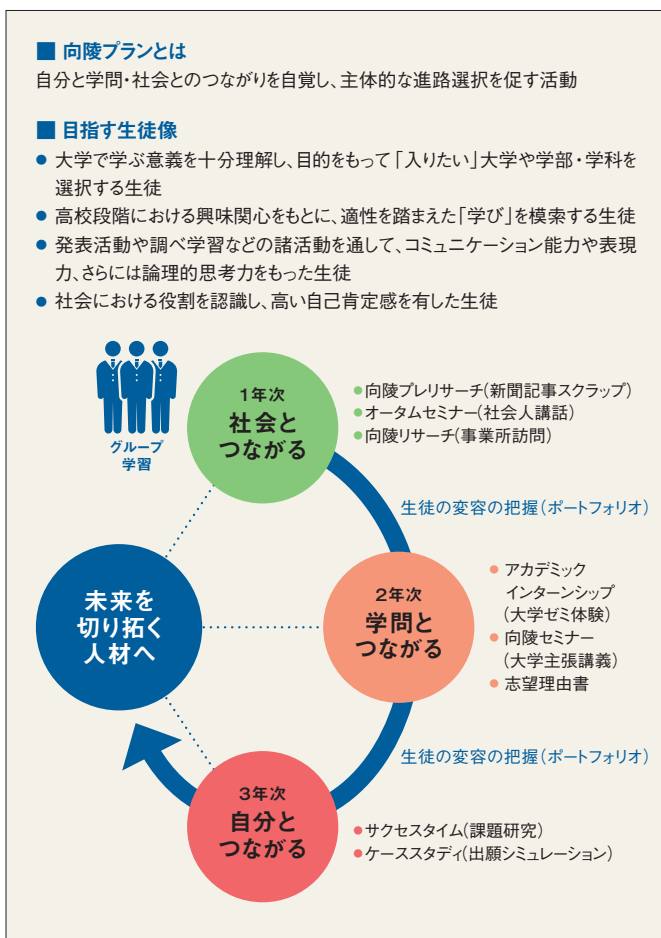 ■ 向陵プランとは
自分と学問・社会とのつながりを自覚し、主体的な進路選択を促す活動
■ 目指す生徒像
● 大学で学ぶ意義を十分理解し、目的をもって「入りたい」大学や学部・学科を
選択する生徒
● 高校段階における興味関心をもとに、適性を踏まえた「学び」を模索する生徒
● 発表活動や調べ学習などの諸活動を通して、コミュニケーション能力や表現
力、さらには論理的思考力をもった生徒
● 社会における役割を認識し、高い自己肯定感を有した生徒
グループ
学習
1年次
社会と
つながる
●向陵プレリサーチ(新聞記事スクラップ)
●オータムセミナー(社会人講話)
●向陵リサーチ(事業所訪問)
生徒の変容の把握(ポートフォリオ)
未来を
切り拓く
人材へ
2年次
学問と
つながる
● アカデミック
インターンシップ
(大学ゼミ体験)
● 向陵セミナー
(大学主張講義)
● 志望理由書
生徒の変容の把握(ポートフォリオ)
3年次
自分と
つながる
●サクセスタイム(課題研究)
●ケーススタディ(出願シミュレーション)